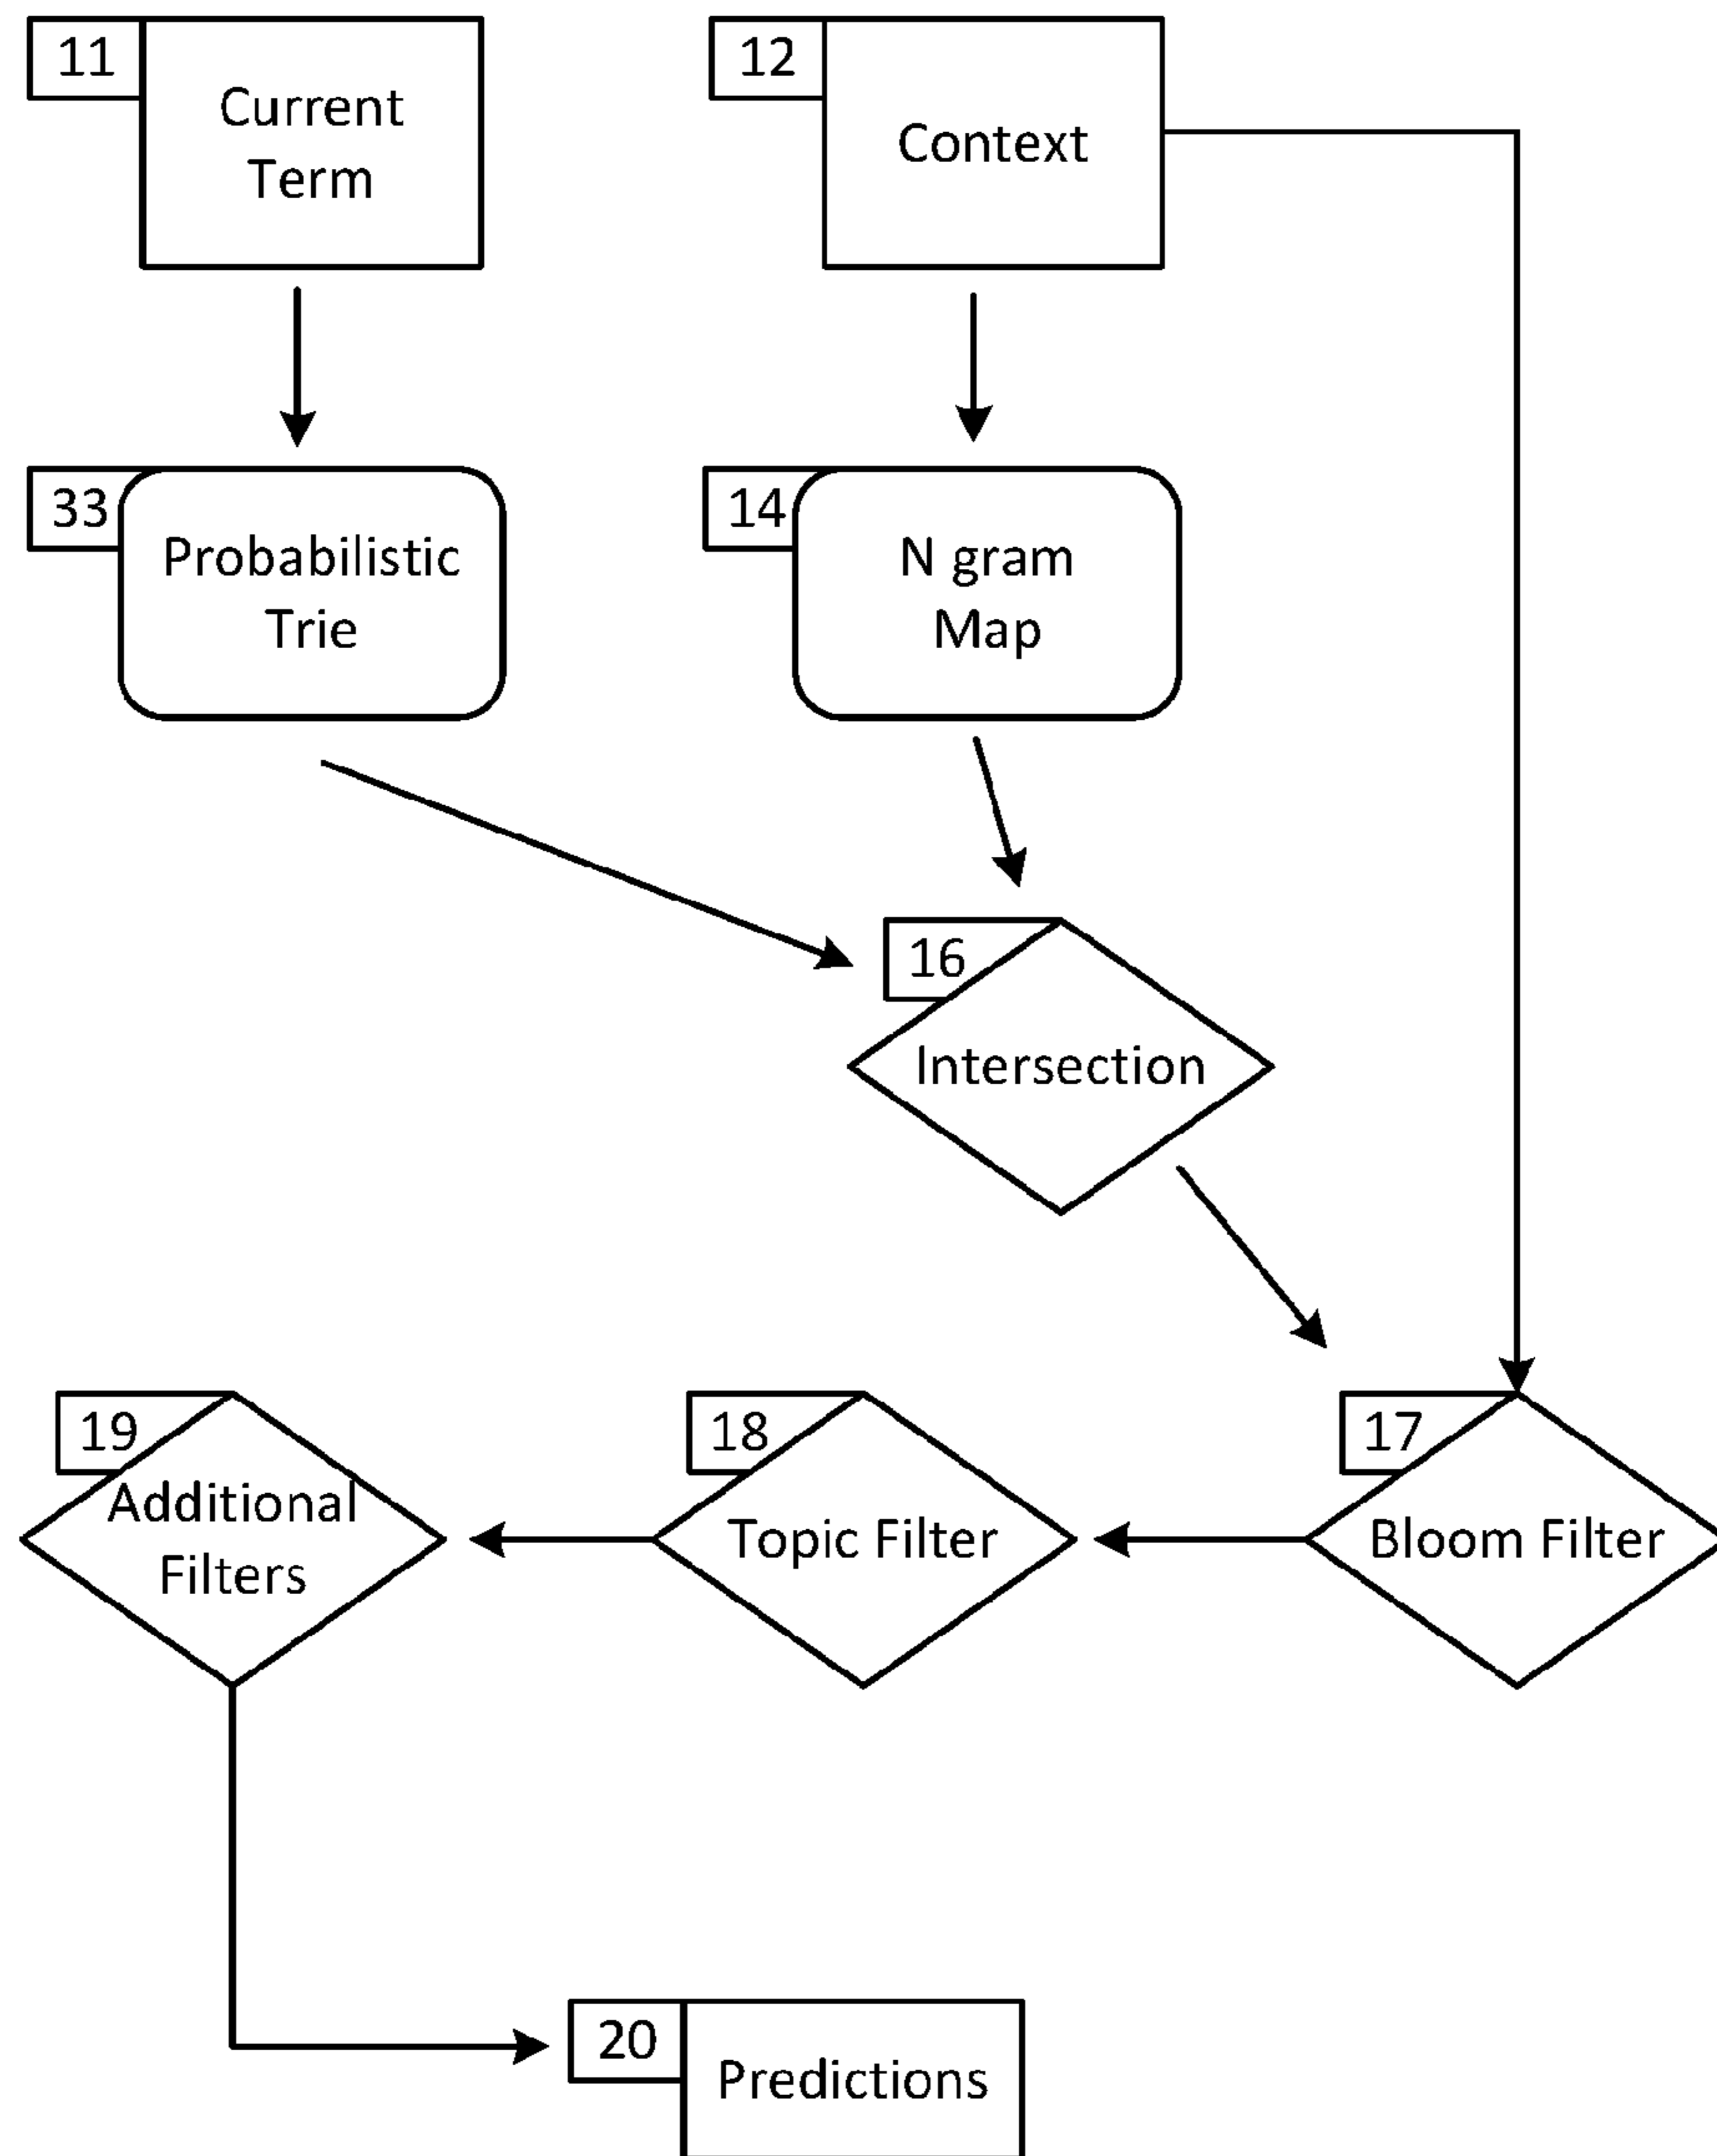 11
Current
Term
12
Context
33
Probabilistic
Trie
14
N gram
Map
16
Intersection
19
Additional
Filters
18
Topic Filter
17
Bloom Filter
20
Predictions